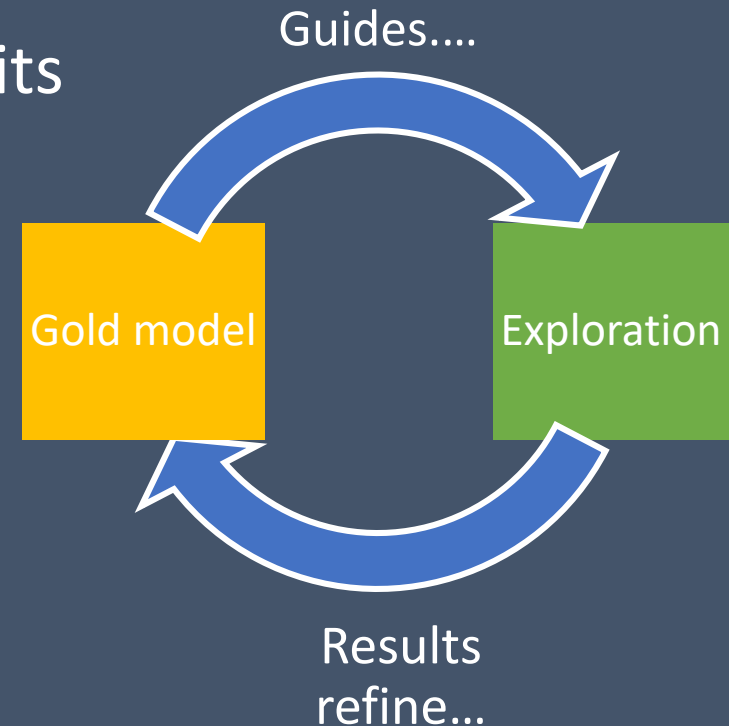 Guides....
its
Gold model
Exploration
Results
refine...